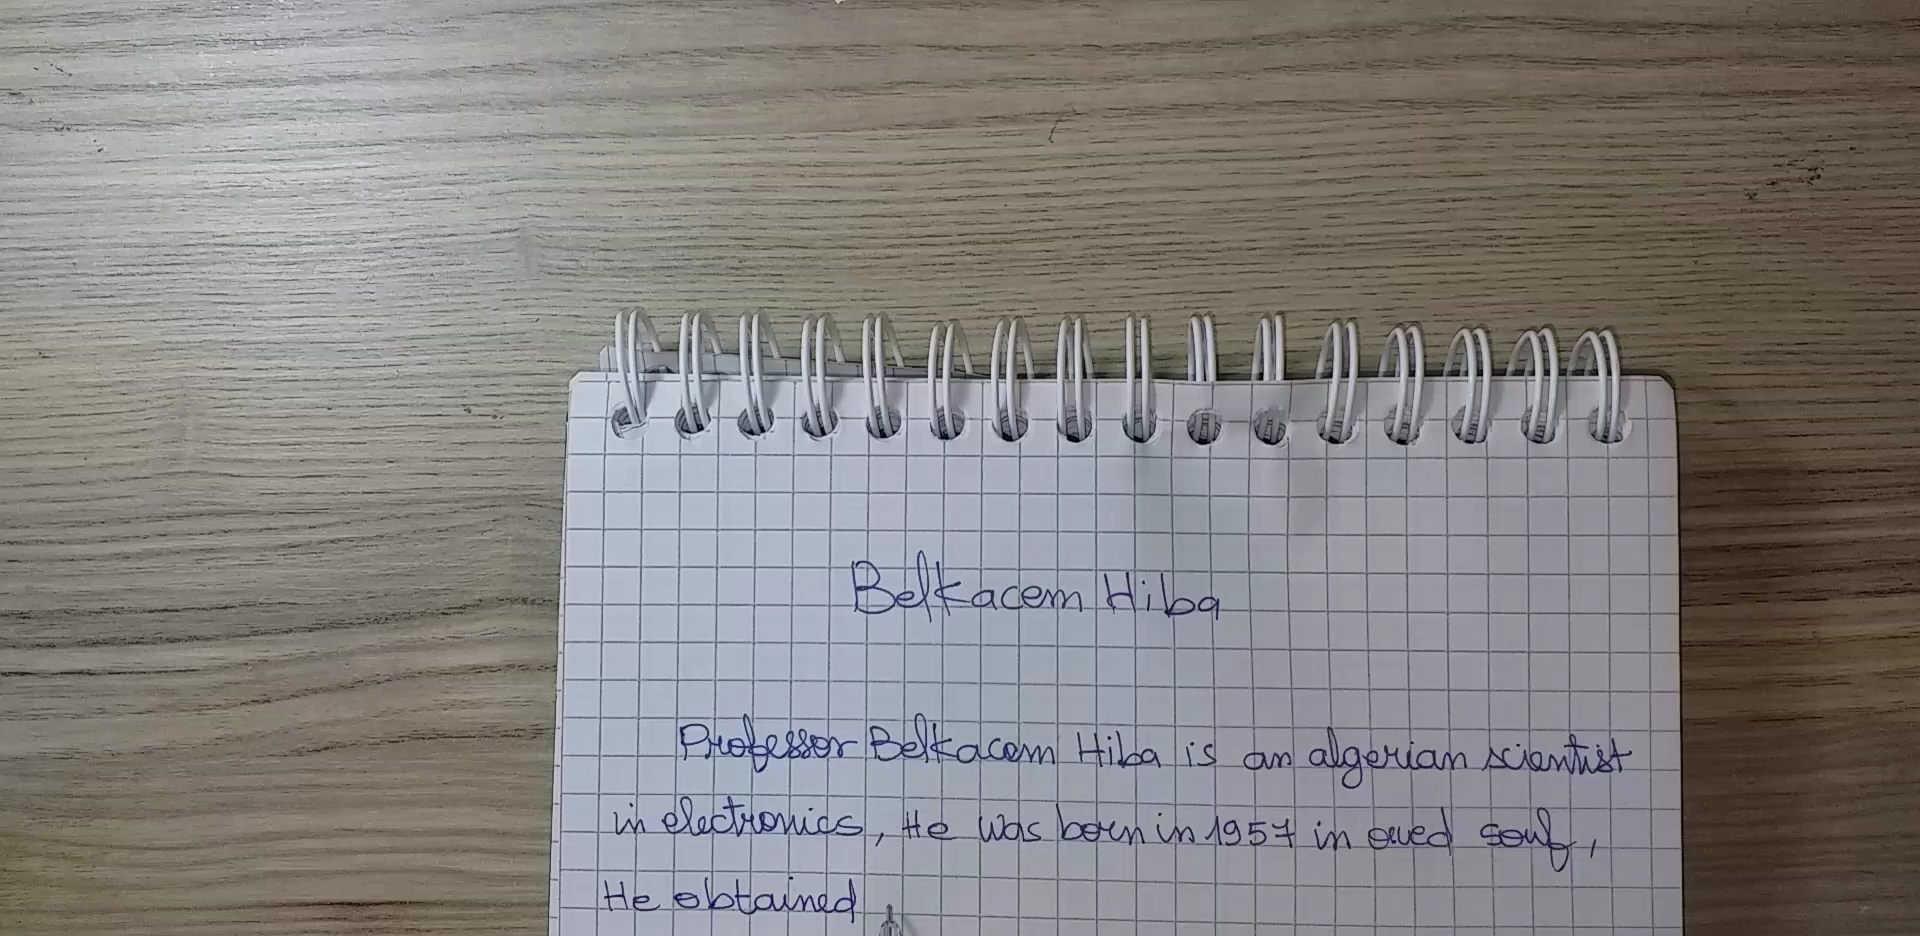 Belkacem Hiba
Professor Belkacem Hiba is an algerian scientist
in electronics, He was born in 1957 in oued souf,
He obtained